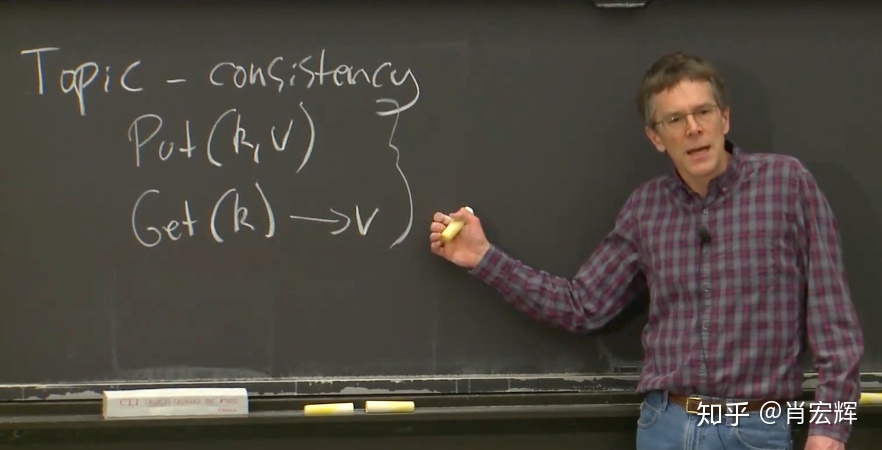 Topic - consistency
Put(k,v)
Get(k) → v
知乎 @肖宏辉